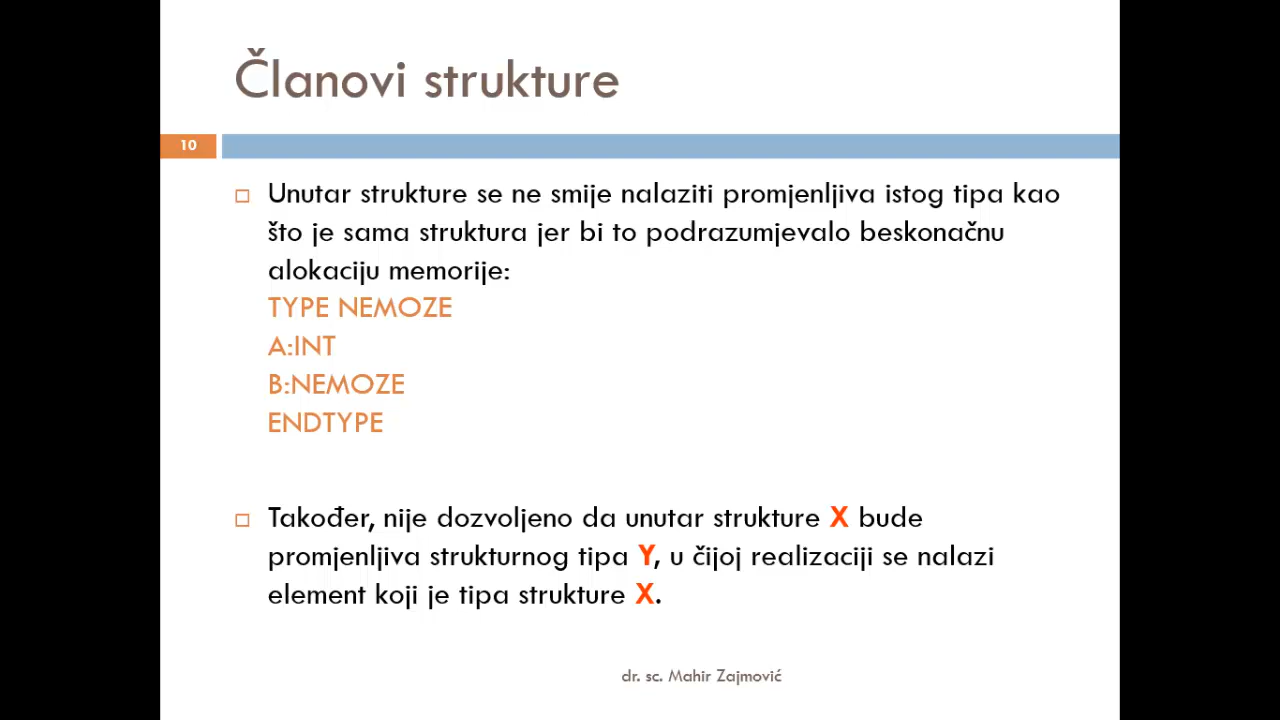 Članovi strukture
10
Unutar strukture se ne smije nalaziti promjenljiva istog tipa kao
što je sama struktura jer bi to podrazumjevalo beskonačnu
alokaciju memorije:
TYPE NEMOZE
A:INT
B:NEMOZE
ENDTYPE
Također, nije dozvoljeno da unutar strukture X bude
promjenljiva strukturnog tipa Y, u čijoj realizaciji se nalazi
element koji je tipa strukture X.
dr. sc. Mahir Zajmović